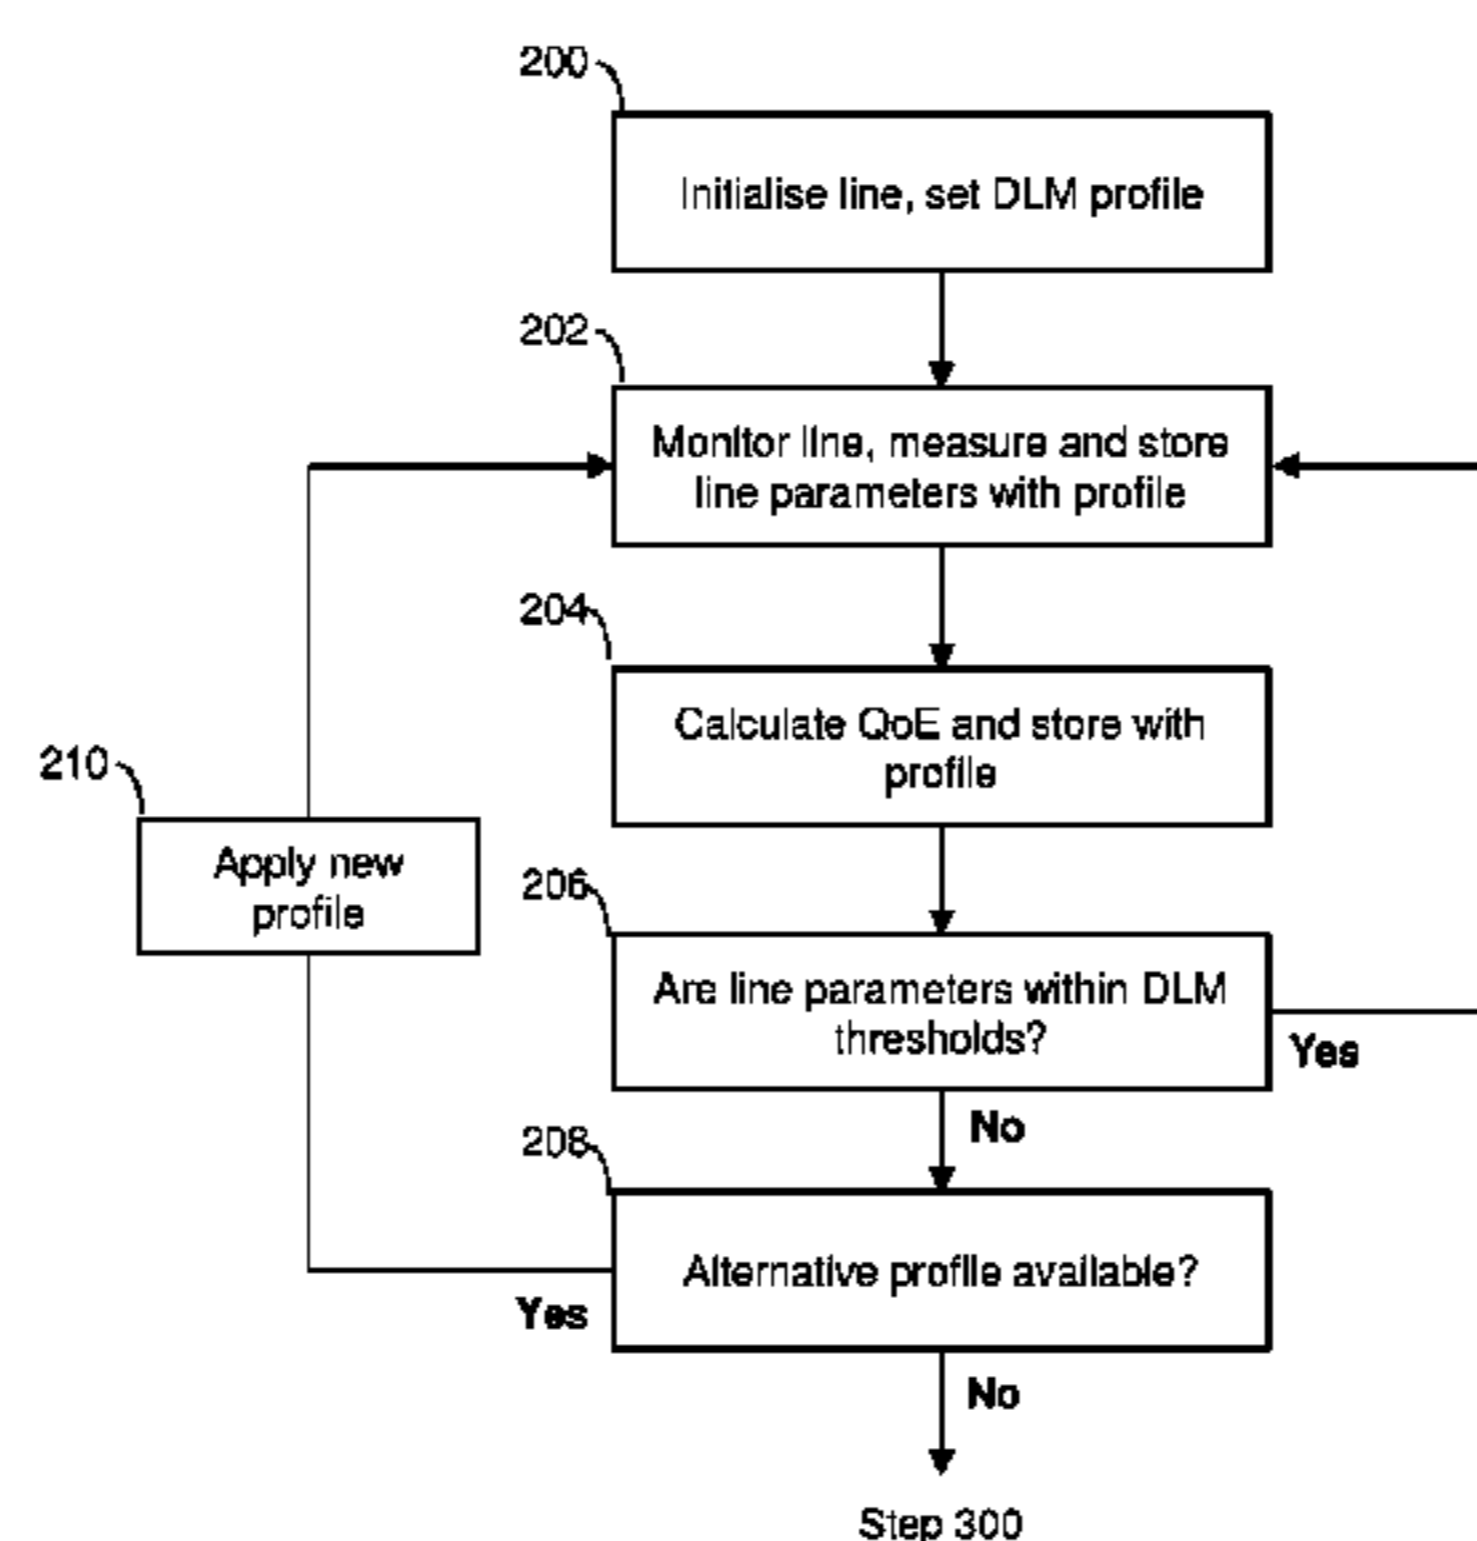 200
Initialise line, set DLM profile
202
Monitor line, measure and store
line parameters with profile
204
Calculate QoE and store with
profile
210
Apply new
profile
206
Are line parameters within DLM
thresholds?
Yes
No
208
Alternative profile available?
Yes
No
Step 300